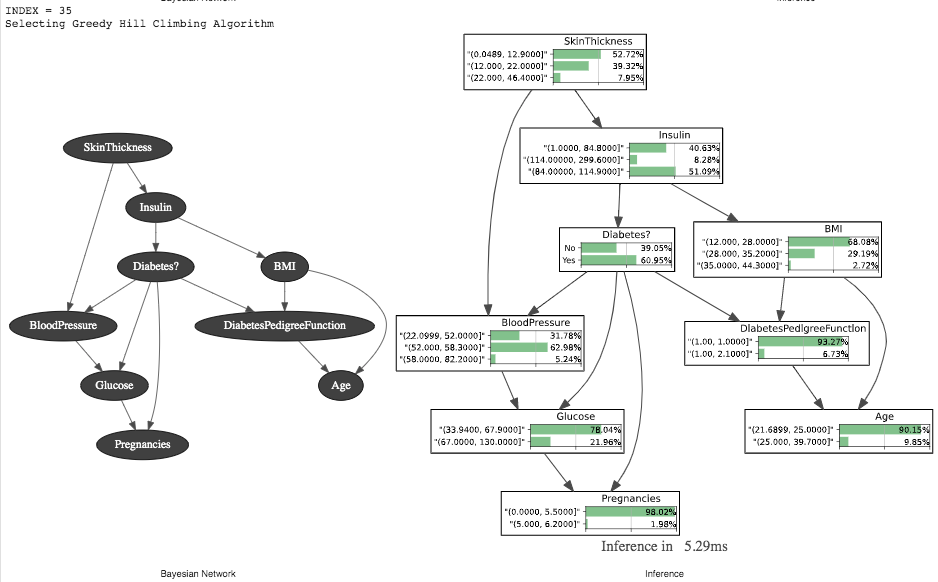 INDEX = 35
Selecting Greedy Hill Climbing Algorithm
SkinThickness
Insulin
Diabetes?
BMI
BloodPressure
DiabetesPedigreeFunction
Glucose
Age
Pregnancies
SkinThickness
"(0.0489, 12.9000]" 52.72%
"(12.000, 22.0000]" 39.32%
"(22.000, 46.4000]" 7.95%
Insulin
"(1.0000, 84.8000]" 40.63%
"(114.00000, 299.6000]" 8.28%
"(84.00000, 114.9000]" 51.09%
Diabetes?
No 39.05%
Yes 60.95%
BMI
"(12.000, 28.0000]" 68.08%
"(28.000, 35.2000]" 29.19%
"(35.0000, 44.3000]" 2.72%
BloodPressure
"(22.0999, 52.0000]" 31.78%
"(52.000, 58.3000]" 62.98%
"(58.0000, 82.2000]" 5.24%
DiabetesPedigreeFunction
"(1.00, 1.0000]" 93.27%
"(1.00, 2.1000]" 6.73%
Glucose
"(33.9400, 67.9000]" 78.04%
"(67.0000, 130.0000]" 21.96%
Age
"(21.6899, 25.0000]" 90.15%
"(25.000, 39.7000]" 9.85%
Pregnancies
"(0.0000, 5.5000]" 98.02%
"(5.000, 6.2000]" 1.98%
Inference in 5.29ms
Bayesian Network
Inference